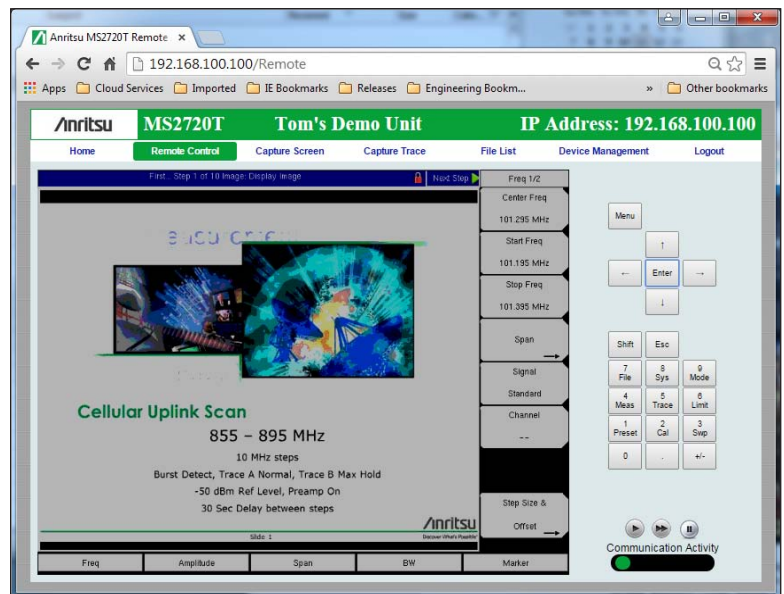 Anritsu MS2720T Remote
192.168.100.100/Remote
Apps Cloud Services Imported IE Bookmarks Releases Engineering Bookm... » Other bookmarks
Anritsu MS2720T Tom's Demo Unit IP Address: 192.168.100.100
Home Remote Control Capture Screen Capture Trace File List Device Management Logout
First... Step 1 of 10 Image: Display Image Next Step
Freq 1/2
Center Freq
101.295 MHz
Start Freq
101.195 MHz
Stop Freq
101.395 MHz
Span
Signal
Standard
Channel
--
Step Size &
Offset
Cellular Uplink Scan
855 – 895 MHz
10 MHz steps
Burst Detect, Trace A Normal, Trace B Max Hold
-50 dBm Ref Level, Preamp On
30 Sec Delay between steps
Anritsu
Discover What's Possible
Slide 1
Freq Amplitude Span BW Marker
Menu
↑
← Enter →
↓
Shift Esc
7 File 8 Sys 9 Mode
4 Meas 5 Trace 6 Limit
1 Preset 2 Cal 3 Swp
0 . +/-
Communication Activity